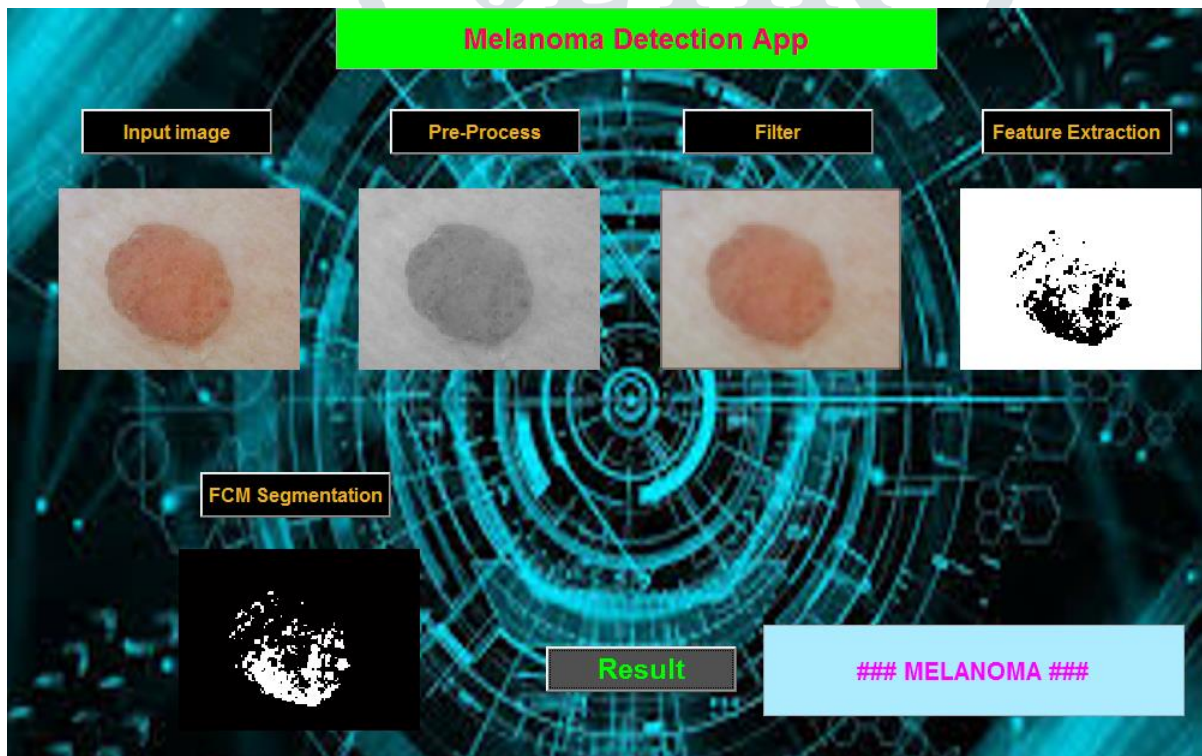 Melanoma Detection App
Input image
Pre-Process
Filter
Feature Extraction
FCM Segmentation
Result
### MELANOMA ###